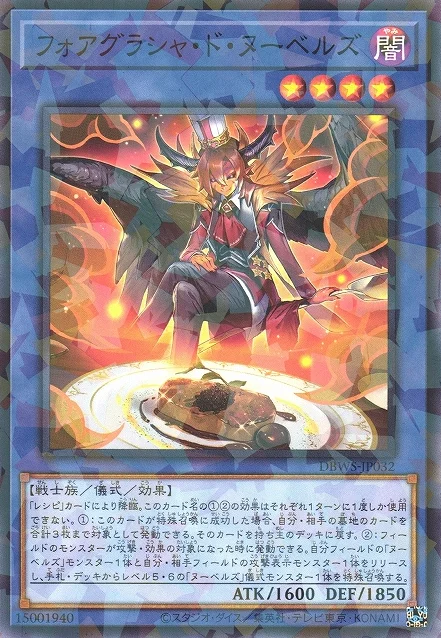 フォアグラシャ・ド・ヌーベルズ
闇
DBWS-JP032
【戦士族／儀式／効果】
「レシピ」カードにより降臨。このカード名の①②の効果はそれぞれ1ターンに1度しか使用
できない。①：このカードが特殊召喚に成功した場合、自分・相手の墓地のカードを
合計3枚まで対象として発動できる。そのカードを持ち主のデッキに戻す。②：フィー
ルドのモンスターが攻撃・効果の対象になった時に発動できる。自分フィールドの「ヌ
ーベルズ」モンスター1体と自分・相手フィールドの攻撃表示モンスター1体をリリース
し、手札・デッキからレベル5・6の「ヌーベルズ」儀式モンスター1体を特殊召喚する。
ATK/1600 DEF/1850
15001940
©スタジオ・ダイス／集英社・テレビ東京・KONAMI